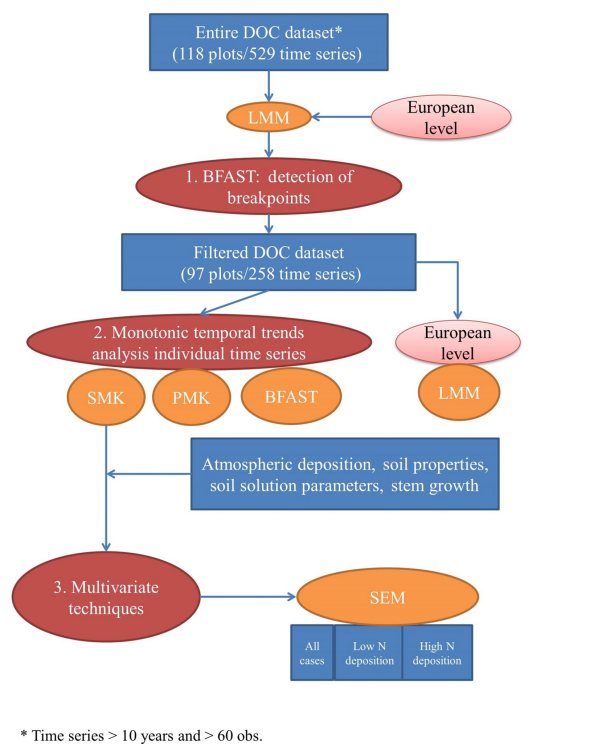 Entire DOC dataset*
(118 plots/529 time series)
LMM
European
level
1. BFAST: detection of
breakpoints
Filtered DOC dataset
(97 plots/258 time series)
2. Monotonic temporal trends
analysis individual time series
European
level
SMK
PMK
BFAST
LMM
Atmospheric deposition, soil properties,
soil solution parameters, stem growth
3. Multivariate
techniques
SEM
All
cases
Low N
deposition
High N
deposition
* Time series > 10 years and > 60 obs.